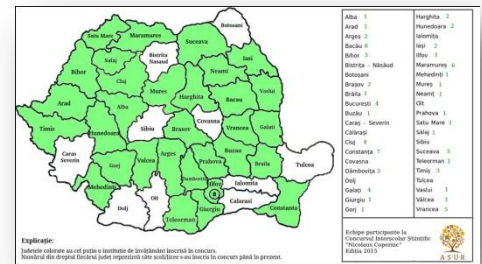 Botosani
Satu Mare
Maramures
Suceava
Salaj
Bistrita
Nasaud
Iasi
Bihor
Cluj
Neamt
Mures
Harghita
Vaslui
Arad
Alba
Bacau
Timis
Hunedoara
Sibiu
Brasov
Covasna
Vrancea
Galati
Caras
Severin
Gorj
Valcea
Arges
Prahova
Buzau
Braila
Tulcea
Mehedinti
Dambovita
Ilfov
Ialomita
B
Dolj
Olt
Calarasi
Giurgiu
Constanta
Teleorman
Explicație:
Județele colorate au cel puțin o instituție de învățământ înscrisă în concurs.
Numărul din dreptul fiecărui județ reprezintă câte școli/licee s-au înscris în concurs până în prezent.
Alba 1
Arad 1
Argeș 2
Bacău 8
Bihor 3
Bistrița - Năsăud
Botoșani
Brașov 2
Brăila 1
București 4
Buzău 1
Caraș - Severin
Călărași
Cluj 4
Constanța 7
Covasna
Dâmbovița 2
Dolj
Galați 4
Giurgiu 1
Gorj 1
Harghita 2
Hunedoara 2
Ialomița
Iași 2
Ilfov 1
Maramureș 6
Mehedinți 1
Mureș 1
Neamț 1
Olt
Prahova 1
Satu Mare 1
Sălaj 1
Sibiu
Suceava 5
Teleorman 1
Timiș 3
Tulcea
Vaslui 1
Vâlcea 1
Vrancea 5
Echipe participante la
Concursul Interșcolar Științific
"Nicolaus Copernic"
Ediția 2015
ASUR